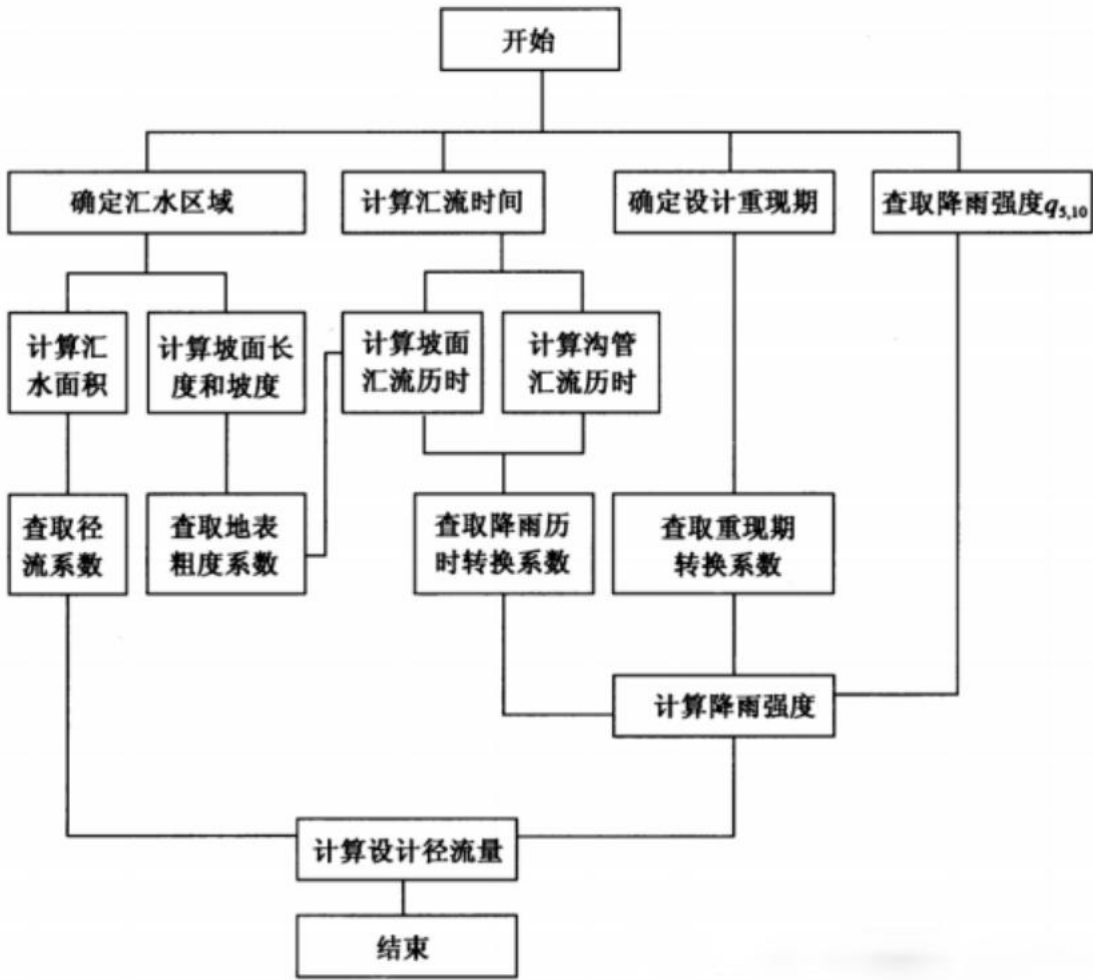 开始
确定汇水区域
计算汇流时间
确定设计重现期
查取降雨强度q5,10
计算汇
水面积
计算坡面长
度和坡度
计算坡面
汇流历时
计算沟管
汇流历时
查取径
流系数
查取地表
粗度系数
查取降雨历
时转换系数
查取重现期
转换系数
计算降雨强度
计算设计径流量
结束